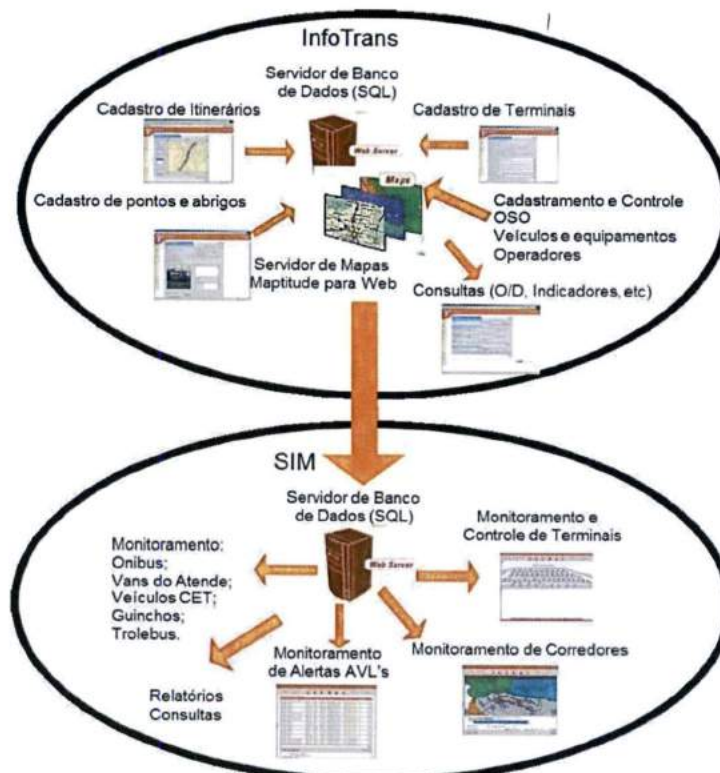 InfoTrans
Servidor de Banco
de Dados (SQL)
Cadastro de Itinerários
Cadastro de Terminais
Web Server
Maps
Cadastro de pontos e abrigos
Cadastramento e Controle
OSO
Veículos e equipamentos
Operadores
Servidor de Mapas
Maptitude para Web
Consultas (O/D, Indicadores, etc)
SIM
Servidor de Banco
de Dados (SQL)
Web Server
Monitoramento e
Controle de Terminais
Monitoramento:
Onibus;
Vans do Atende;
Veículos CET;
Guinchos;
Trolebus.
Monitoramento
de Alertas AVL's
Monitoramento de Corredores
Relatórios
Consultas